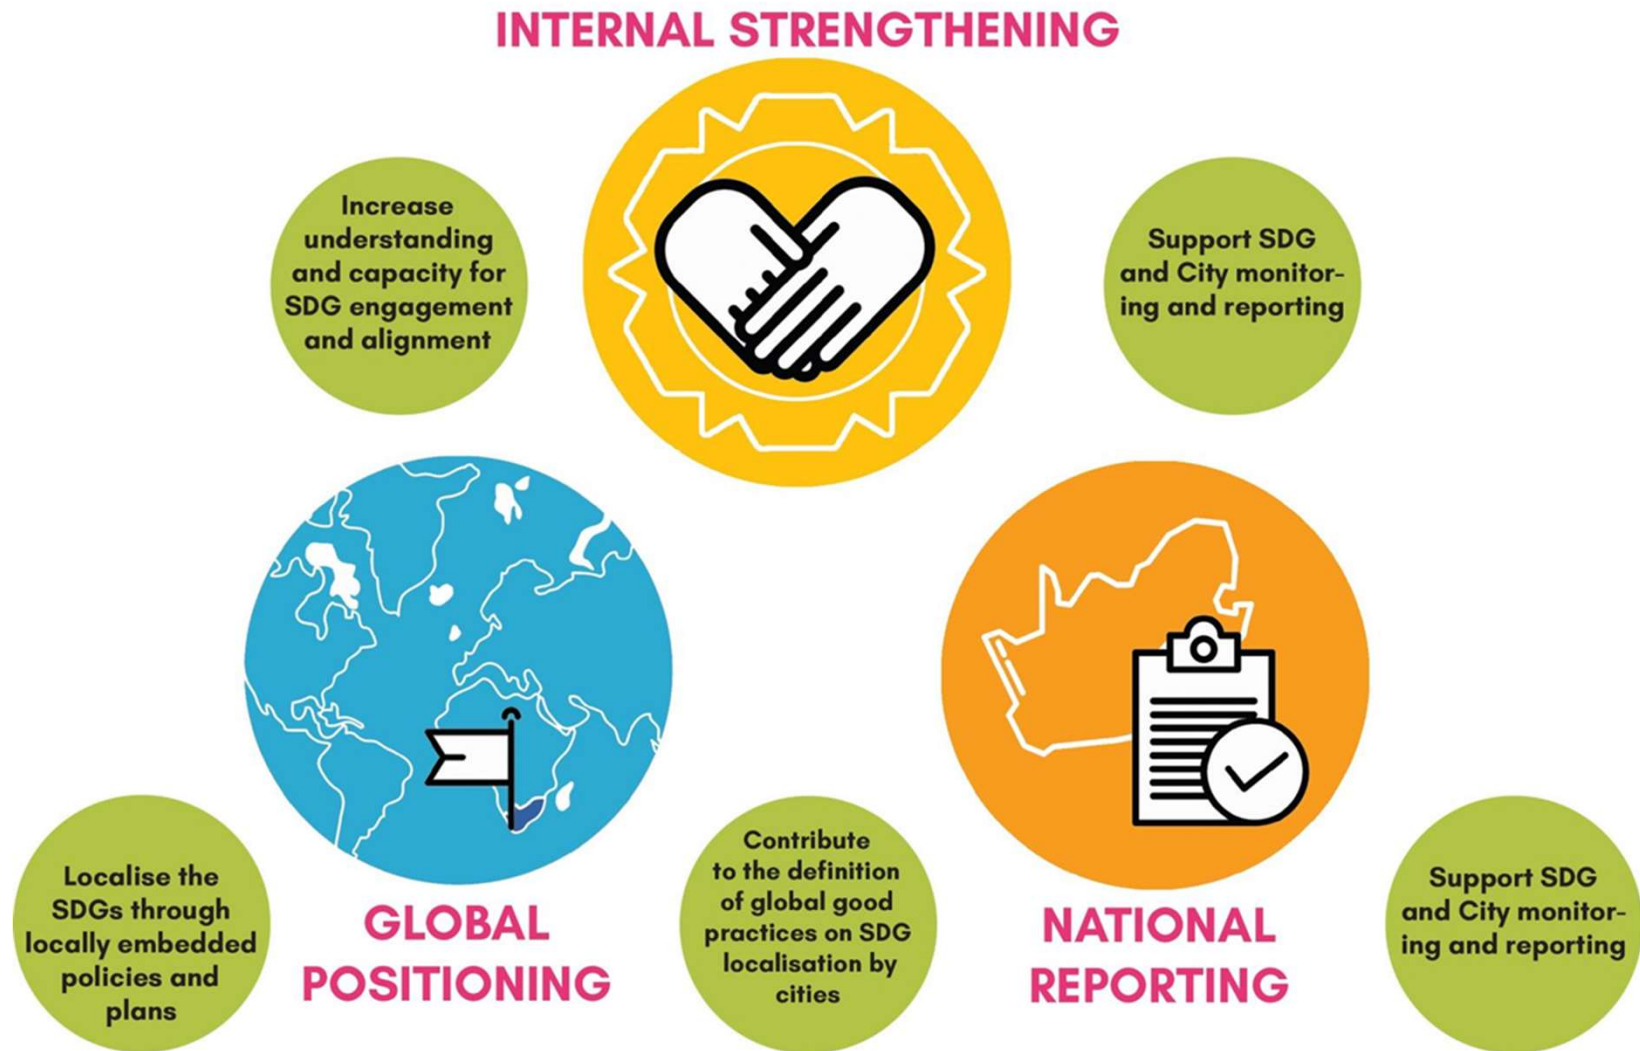 INTERNAL STRENGTHENING
Increase
understanding
and capacity for
SDG engagement
and alignment
Support SDG
and City monitor-
ing and reporting
Localise the
SDGs through
locally embedded
policies and
plans
GLOBAL
POSITIONING
Contribute
to the definition
of global good
practices on SDG
localisation by
cities
NATIONAL
REPORTING
Support SDG
and City monitor-
ing and reporting